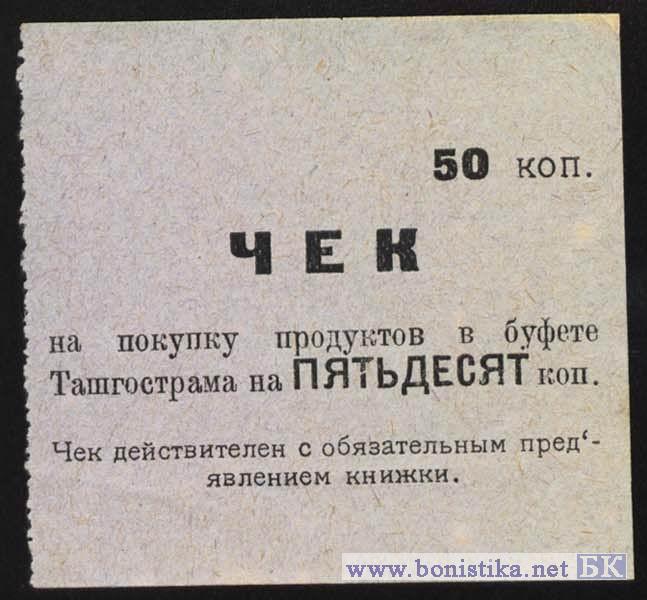 50 коп.
ЧЕК
на покупку продуктов в буфете
Ташгострама на ПЯТЬДЕСЯТ коп.
Чек действителен с обязательным пред‘-
явлением книжки.
www.bonistika.net БК